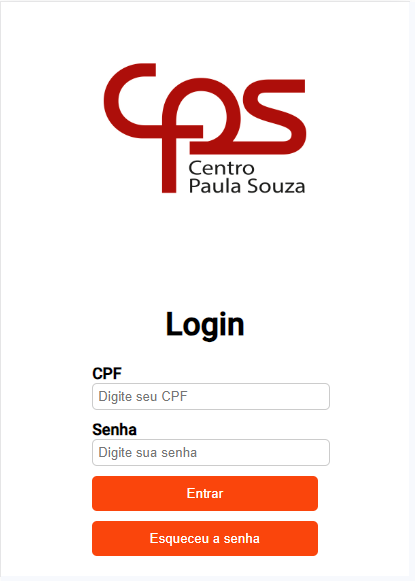 cps
Centro
Paula Souza
Login
CPF
Digite seu CPF
Senha
Digite sua senha
Entrar
Esqueceu a senha